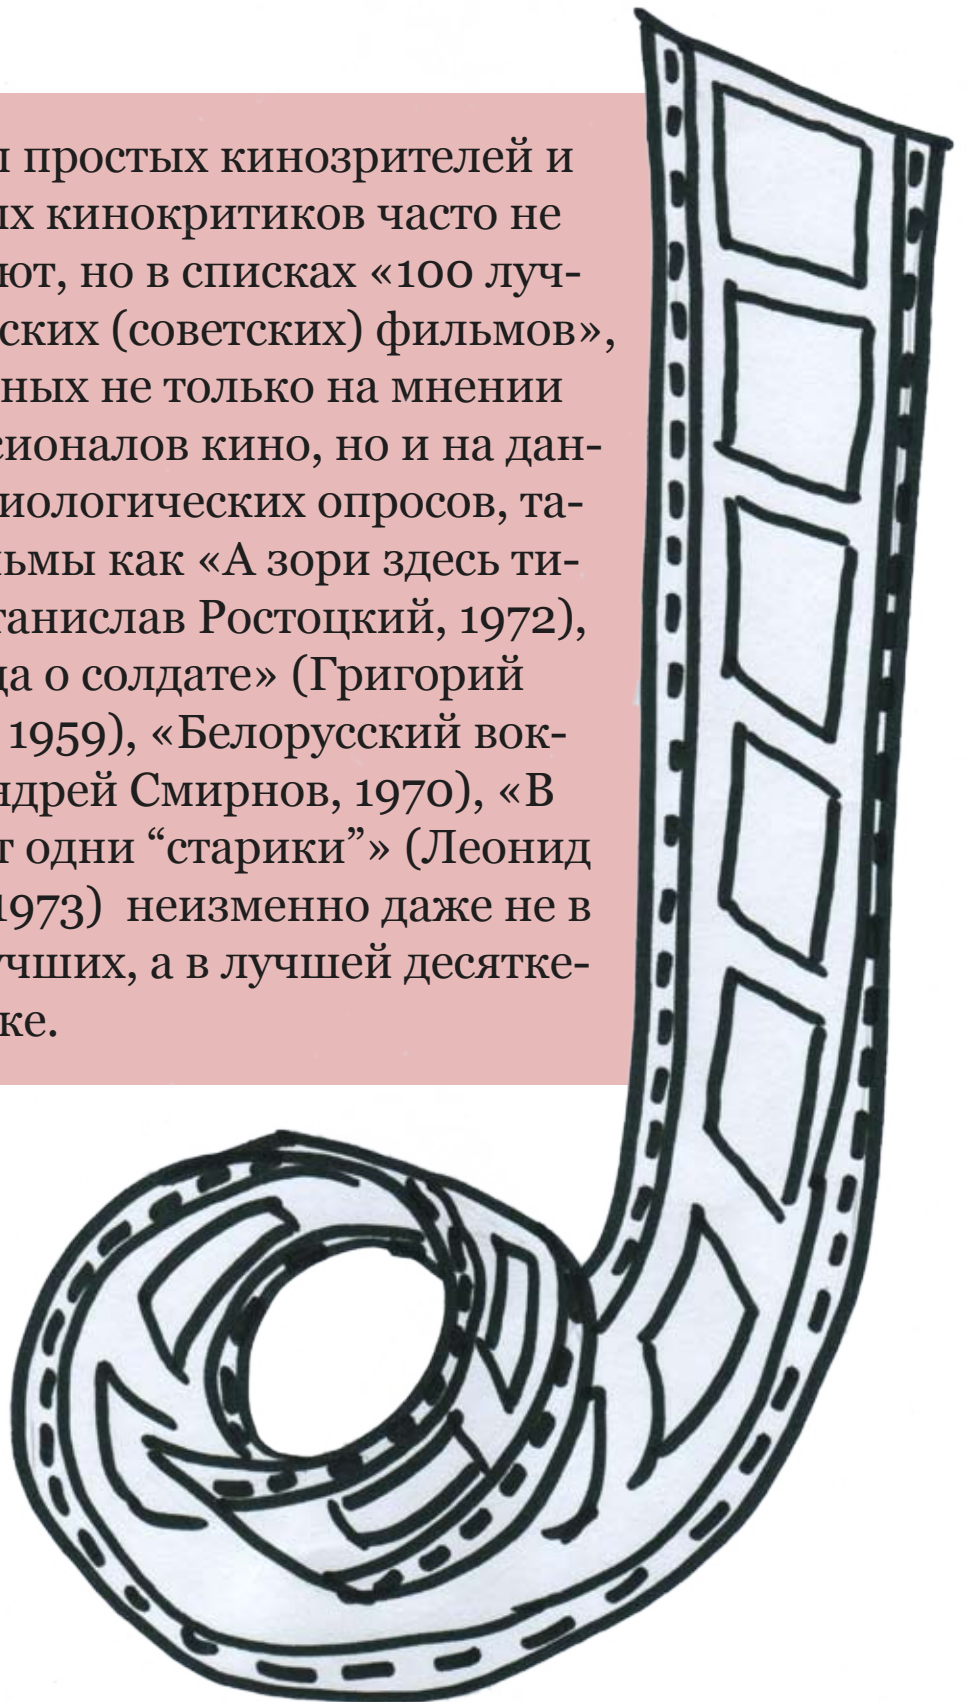 простых кинозрителей и
ых кинокритиков часто не
ют, но в списках «100 луч-
ских (советских) фильмов»,
ных не только на мнении
сионалов кино, но и на дан-
иологических опросов, та-
ьмы как «А зори здесь ти-
танислав Ростоцкий, 1972),
да о солдате» (Григорий
1959), «Белорусский вок-
ндрей Смирнов, 1970), «В
т одни “старики”» (Леонид
1973) неизменно даже не в
учших, а в лучшей десятке-
ке.